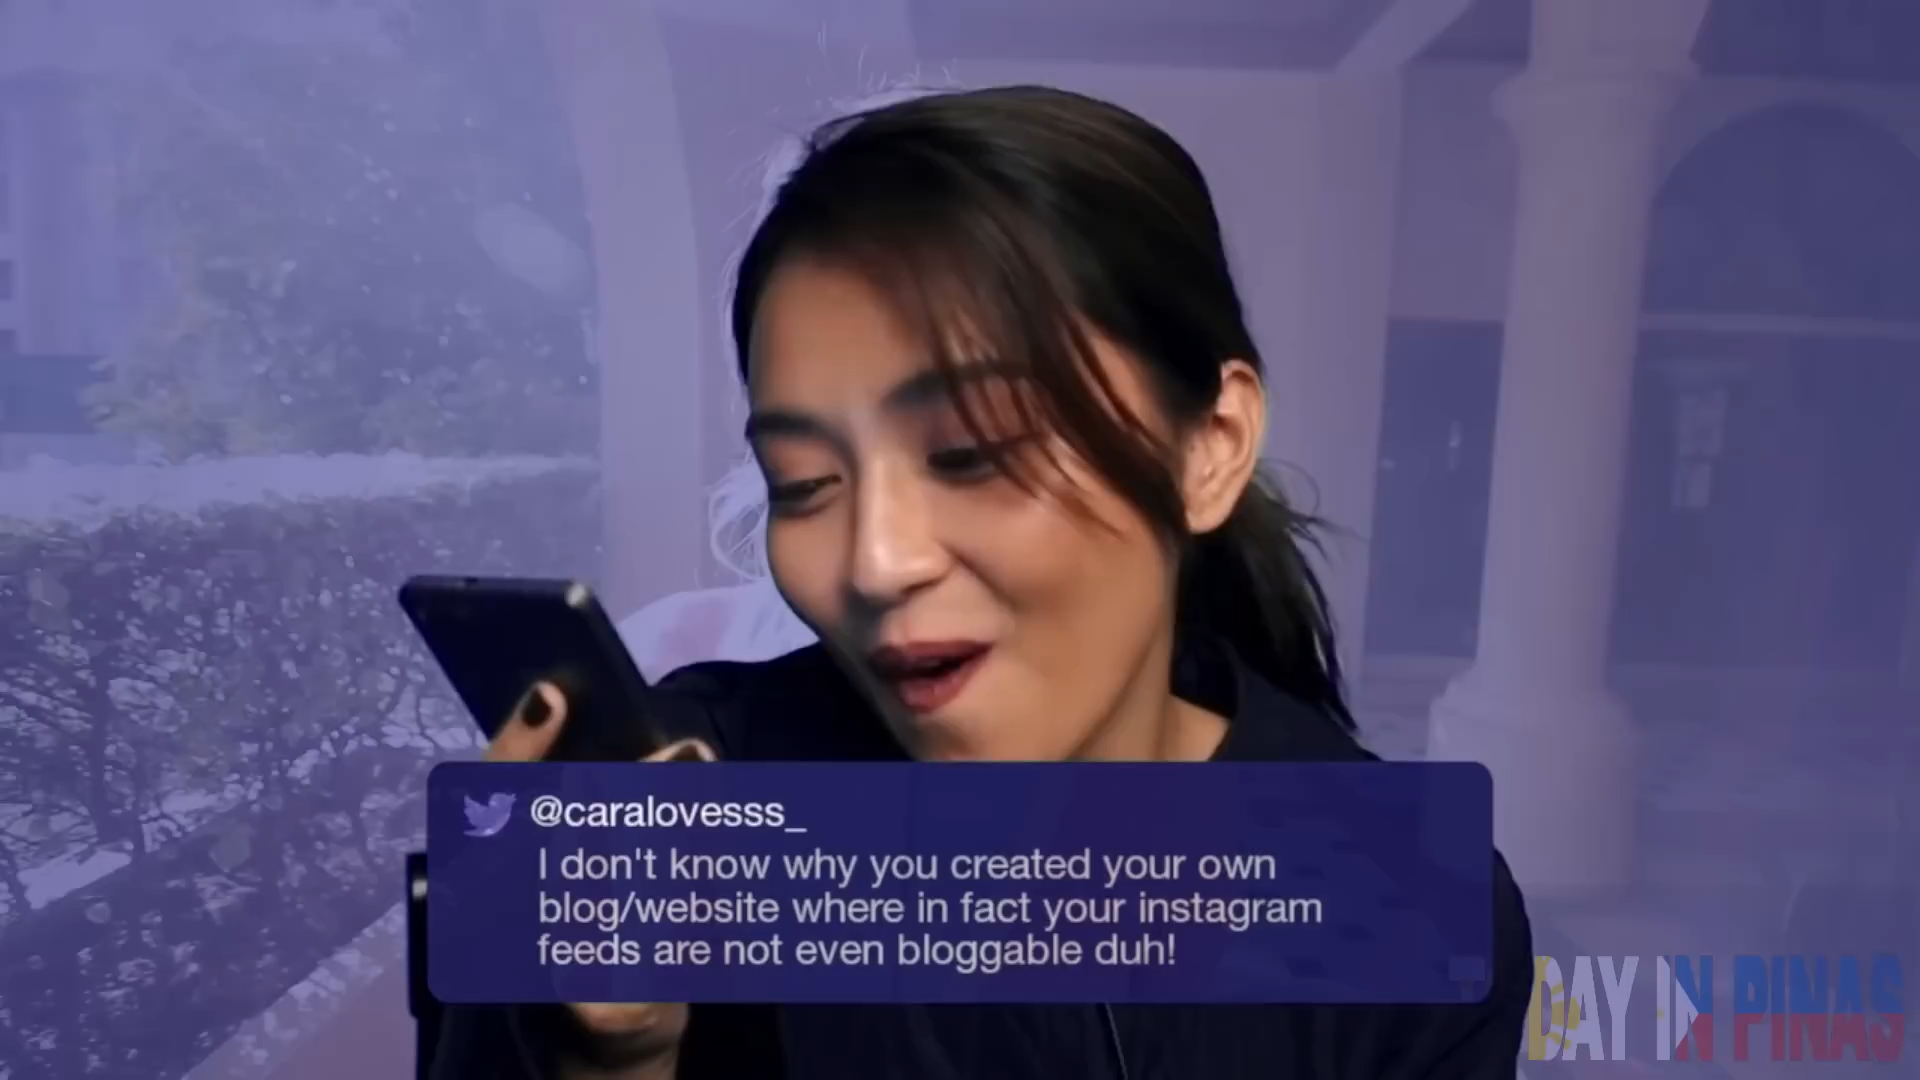 @caralovesss_
I don't know why you created your own
blog/website where in fact your instagram
feeds are not even bloggable duh!
DAY IN PINAS